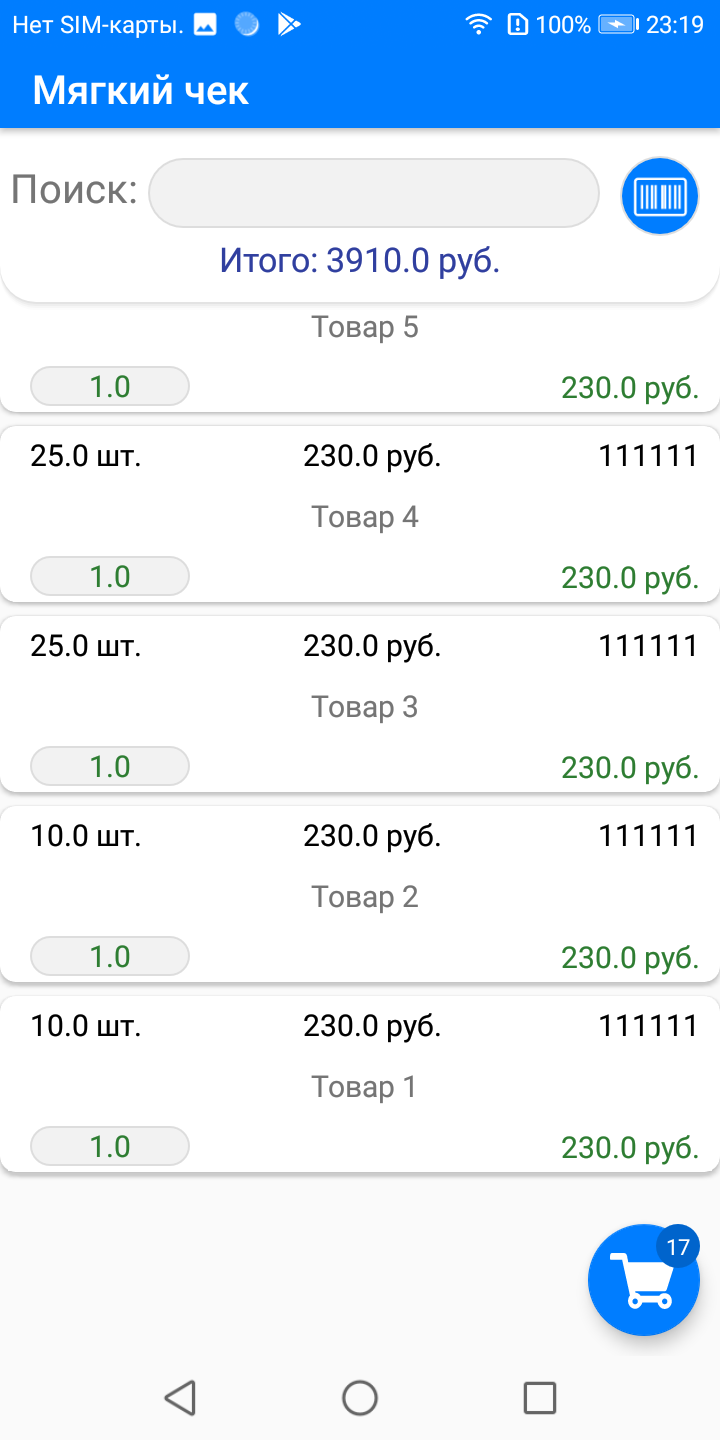 Нет SIM-карты. 100% 23:19
Мягкий чек
Поиск:
Итого: 3910.0 руб.
Товар 5
1.0 230.0 руб.
25.0 шт. 230.0 руб. 111111
Товар 4
1.0 230.0 руб.
25.0 шт. 230.0 руб. 111111
Товар 3
1.0 230.0 руб.
10.0 шт. 230.0 руб. 111111
Товар 2
1.0 230.0 руб.
10.0 шт. 230.0 руб. 111111
Товар 1
1.0 230.0 руб.
17